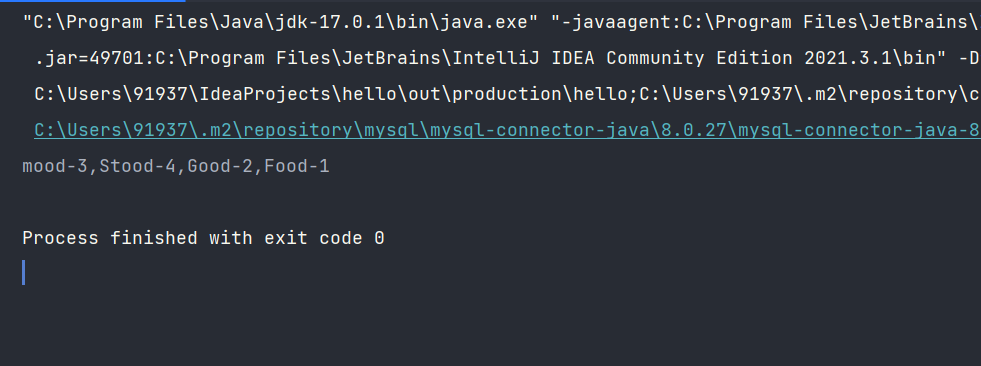 "C:\Program Files\Java\jdk-17.0.1\bin\java.exe" "-javaagent:C:\Program Files\JetBrains\
.jar=49701:C:\Program Files\JetBrains\IntelliJ IDEA Community Edition 2021.3.1\bin" -D
C:\Users\91937\IdeaProjects\hello\out\production\hello;C:\Users\91937\.m2\repository\c
C:\Users\91937\.m2\repository\mysql\mysql-connector-java\8.0.27\mysql-connector-java-8
mood-3,Stood-4,Good-2,Food-1
Process finished with exit code 0